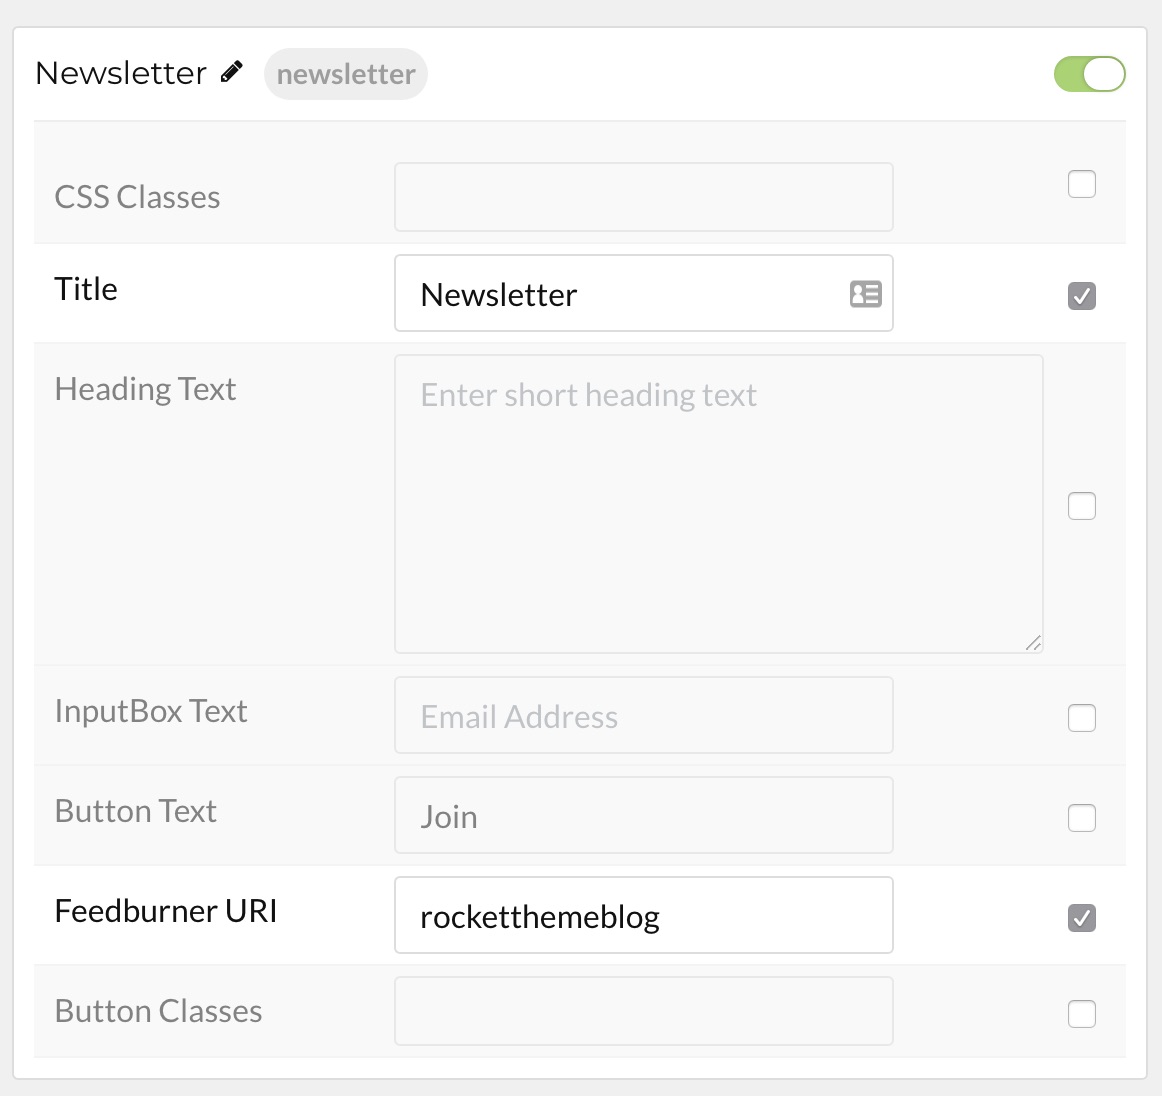 Newsletter newsletter
CSS Classes
Title Newsletter
Heading Text Enter short heading text
InputBox Text Email Address
Button Text Join
Feedburner URI rocketthemeblog
Button Classes